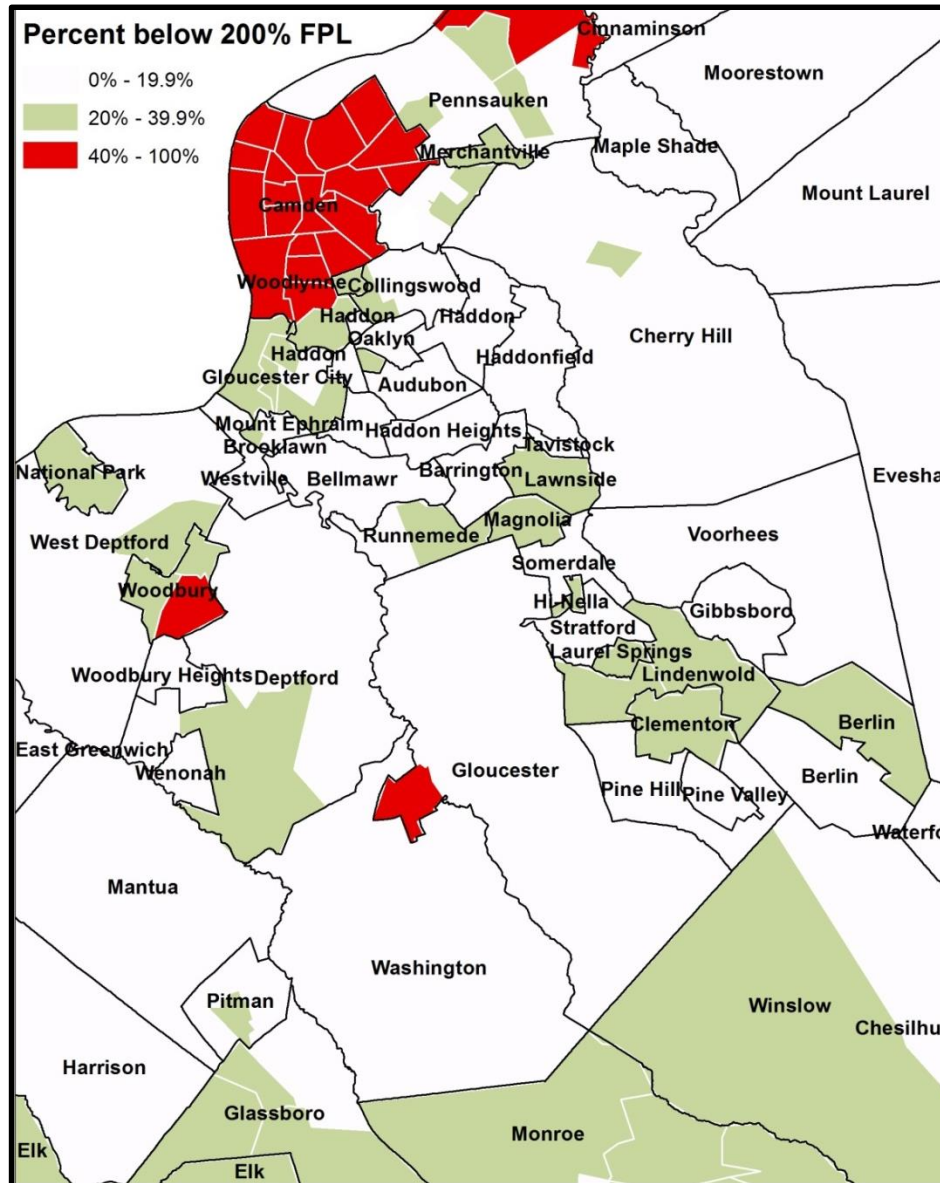 Percent below 200% FPL
0% - 19.9%
20% - 39.9%
40% - 100%
Cinnaminson
Moorestown
Pennsauken
Maple Shade
Merchantville
Mount Laurel
Camden
Woodlynne
Collingswood
Haddon
Haddon
Oaklyn
Cherry Hill
Haddon
Haddonfield
Gloucester City
Audubon
Mount Ephraim
Haddon Heights
Brooklawn
Tavistock
National Park
Westville
Bellmawr
Barrington
Lawnside
Evesha
West Deptford
Runnemede
Magnolia
Voorhees
Somerdale
Woodbury
Hi-Nella
Gibbsboro
Stratford
Laurel Springs
Woodbury Heights
Deptford
Lindenwold
Clementon
Berlin
East Greenwich
Wenonah
Gloucester
Berlin
Pine Hill
Pine Valley
Waterfo
Mantua
Washington
Pitman
Winslow
Chesilhu
Harrison
Glassboro
Monroe
Elk
Elk